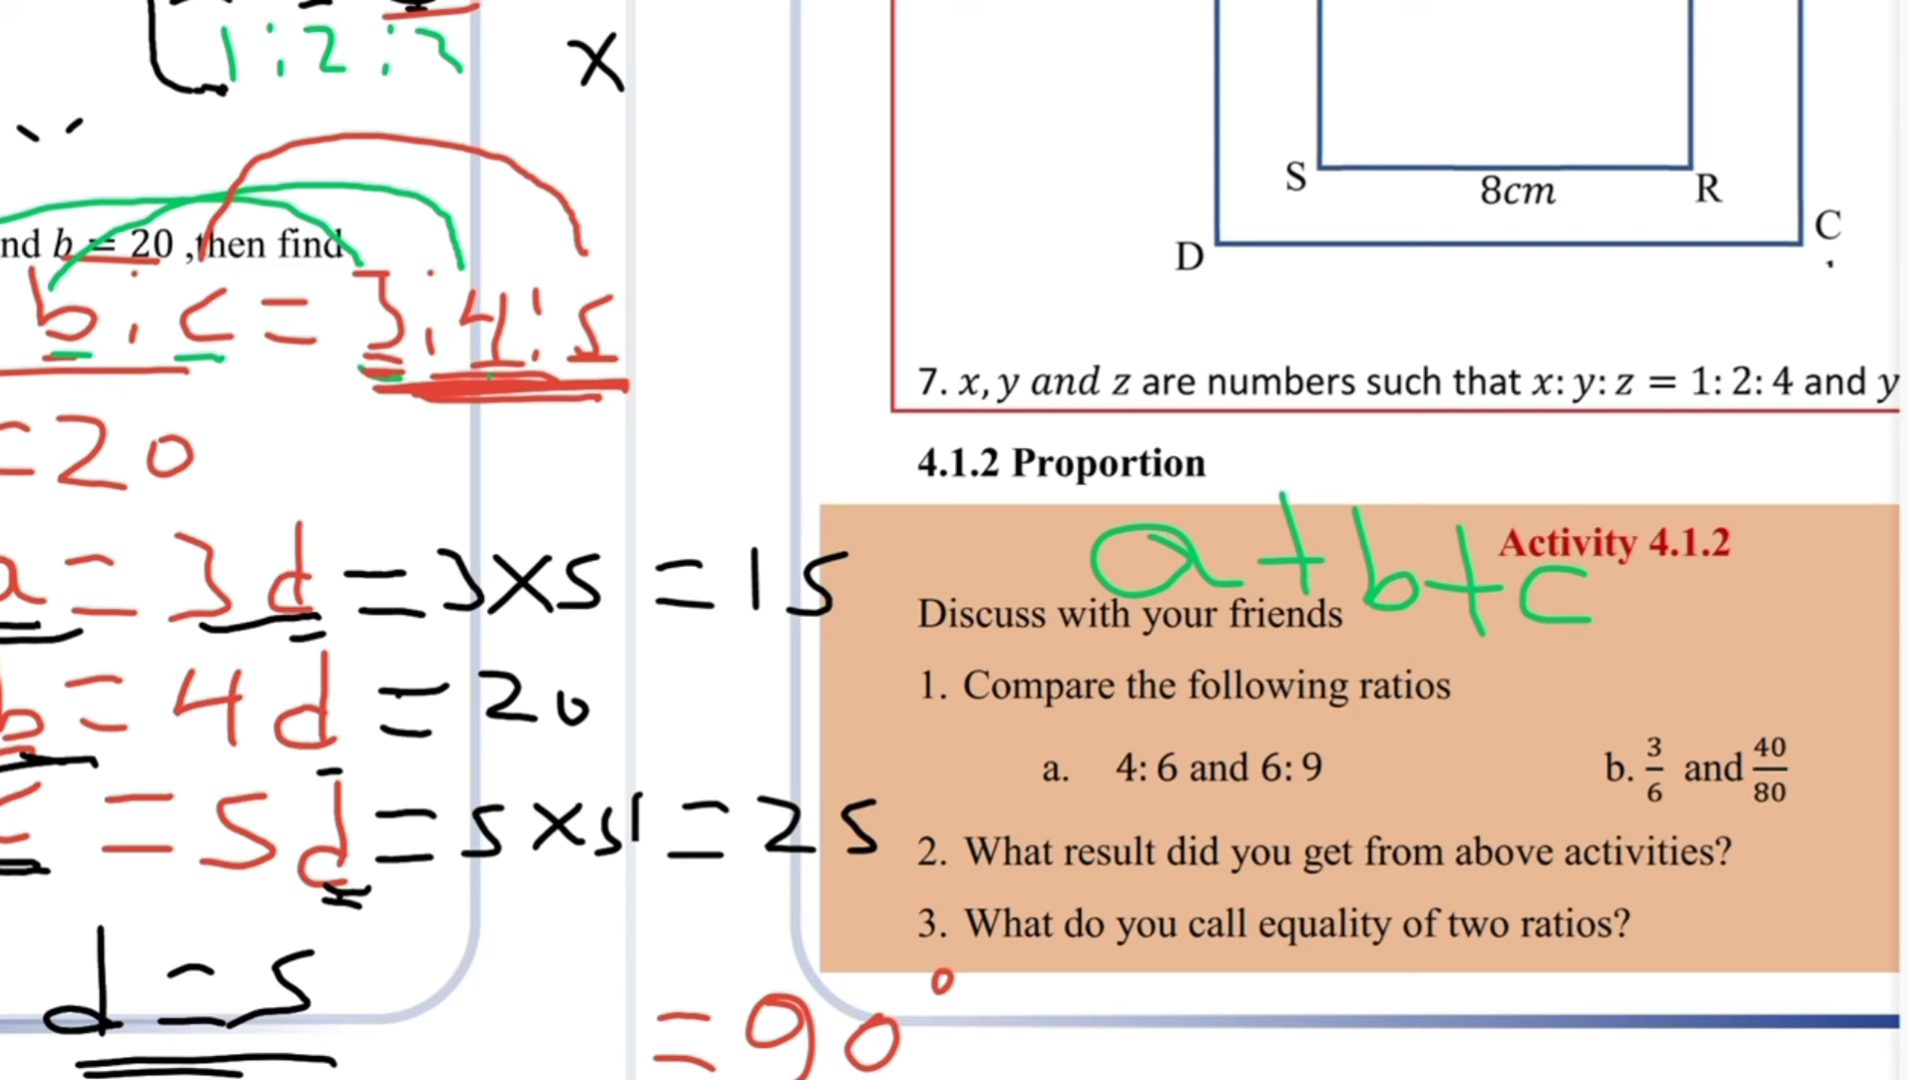 1:2:3
x
nd b = 20 ,then find
b : c = 3:4:5
=20
a = 3d = 3x5 = 15
b = 4d = 20
c = 5d = 5x5 = 25
d = 5
= 90°
S
8cm
R
C
D
7. x, y and z are numbers such that x: y: z = 1: 2: 4 and y
4.1.2 Proportion
a+b+c
Activity 4.1.2
Discuss with your friends
1. Compare the following ratios
a. 4: 6 and 6: 9 b. 3/6 and 40/80
2. What result did you get from above activities?
3. What do you call equality of two ratios?